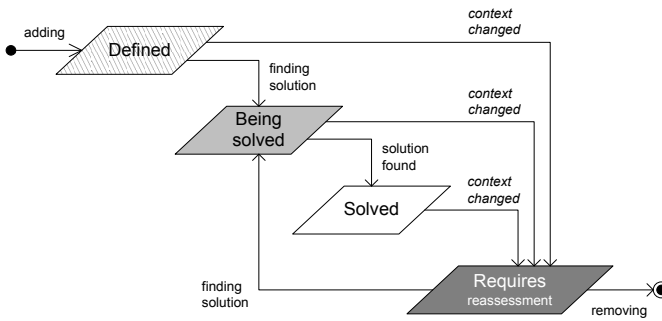 adding
Defined
context
changed
finding
solution
context
changed
Being
solved
solution
found
context
changed
Solved
finding
solution
Requires
reassessment
removing